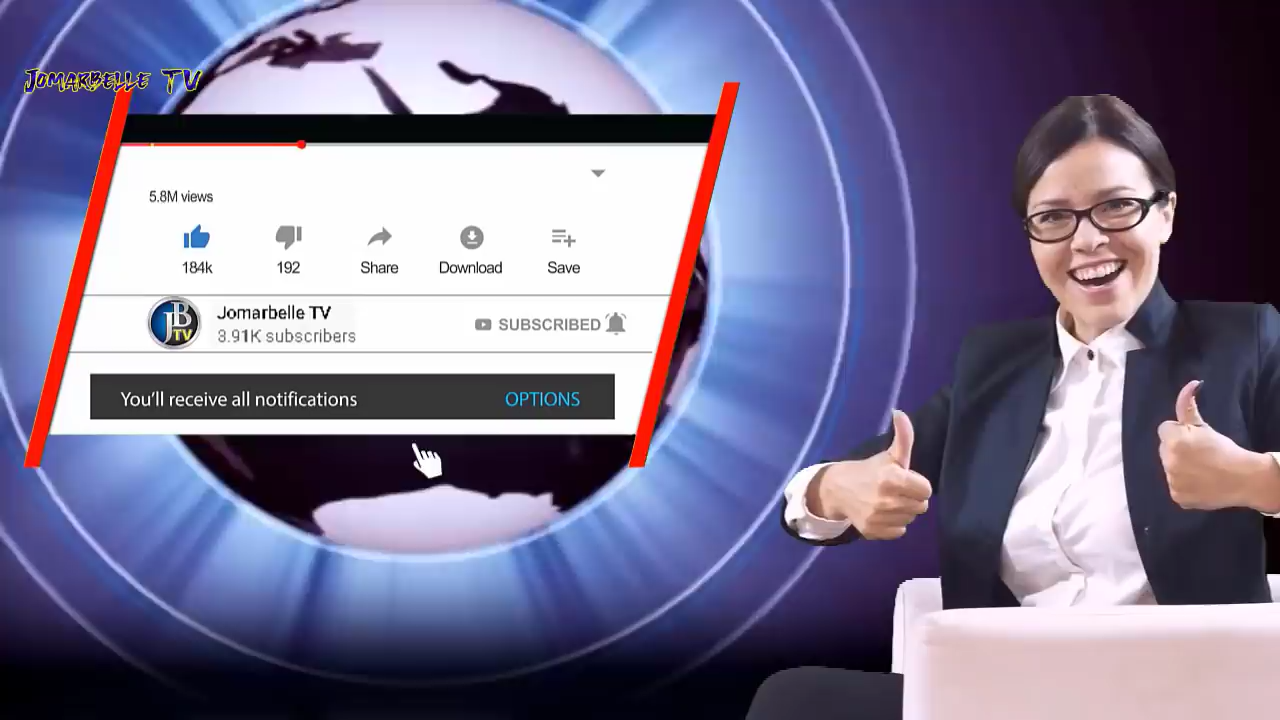 Jomarbelle TV
5.8M views
184k 192 Share Download Save
JB TV
Jomarbelle TV
3.91K subscribers
SUBSCRIBED
You'll receive all notifications OPTIONS